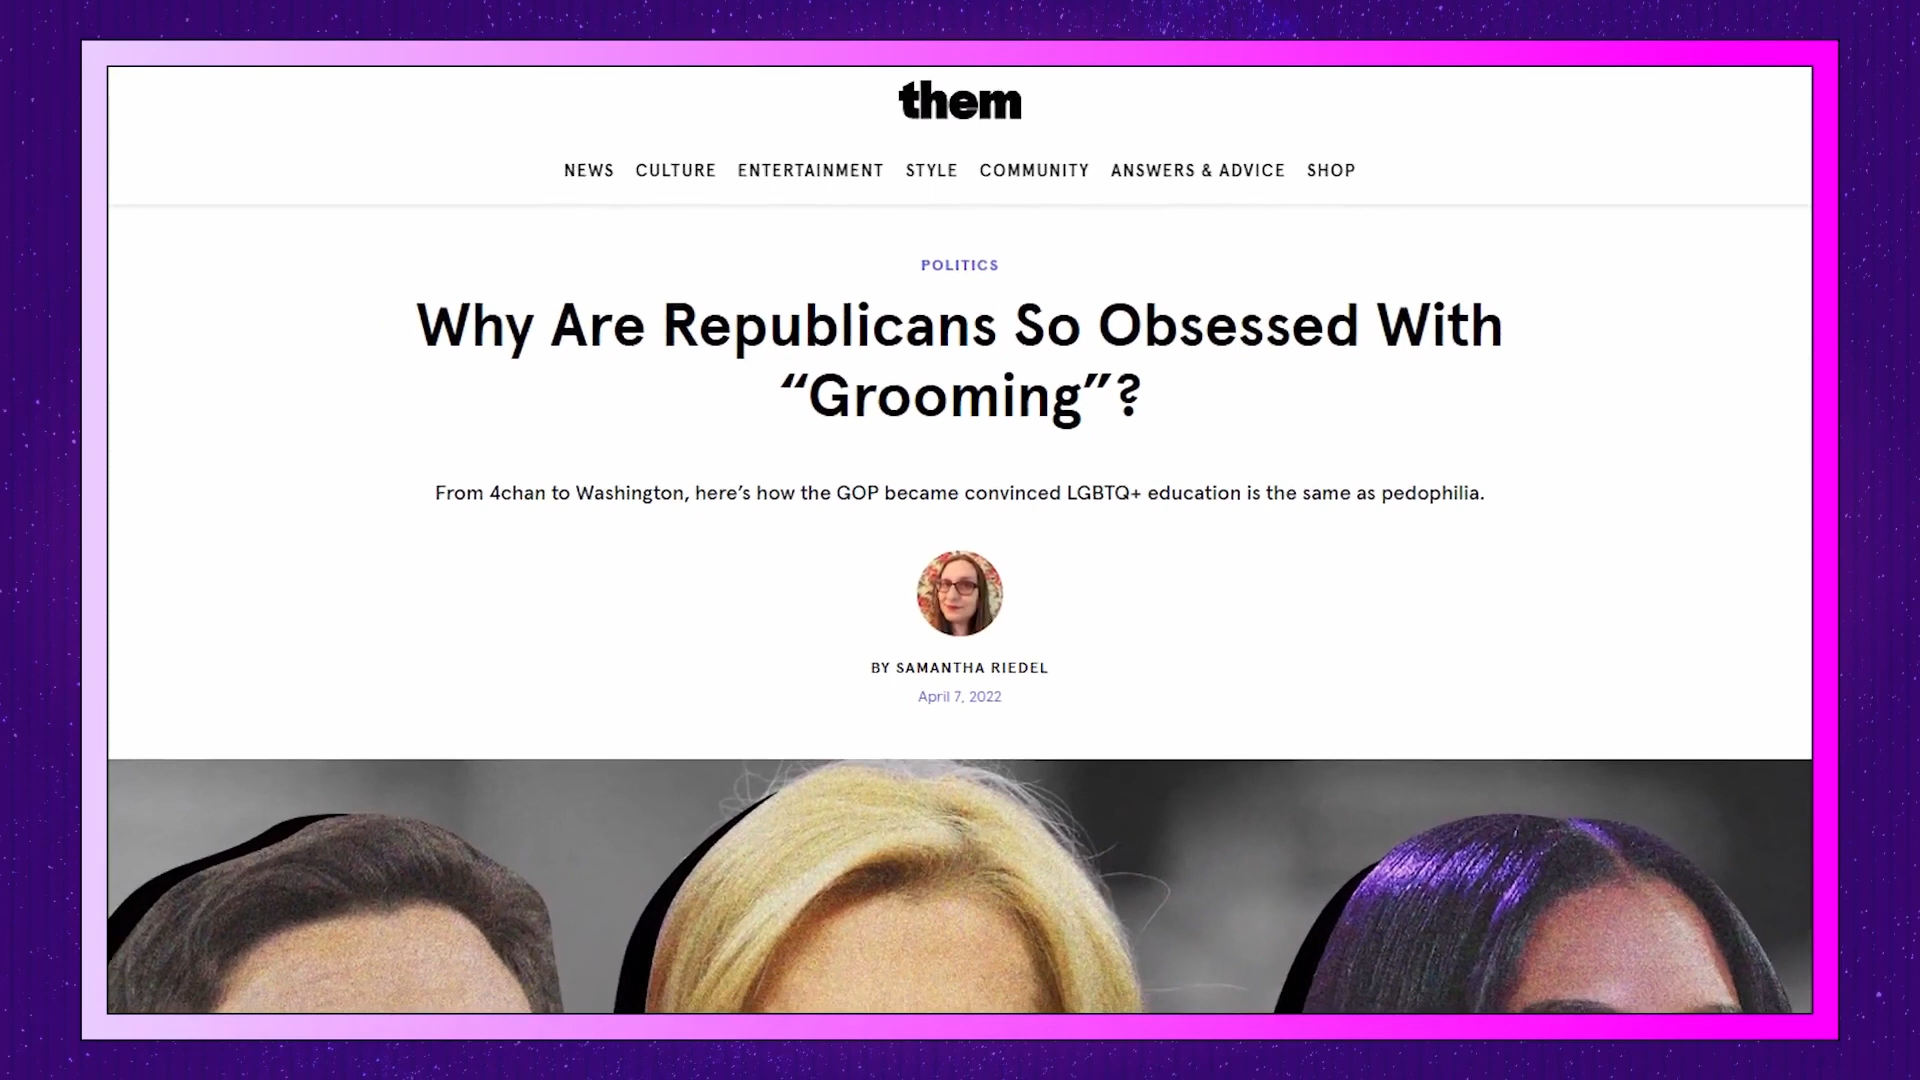 them
NEWS CULTURE ENTERTAINMENT STYLE COMMUNITY ANSWERS & ADVICE SHOP
POLITICS
Why Are Republicans So Obsessed With
“Grooming”?
From 4chan to Washington, here’s how the GOP became convinced LGBTQ+ education is the same as pedophilia.
BY SAMANTHA RIEDEL
April 7, 2022